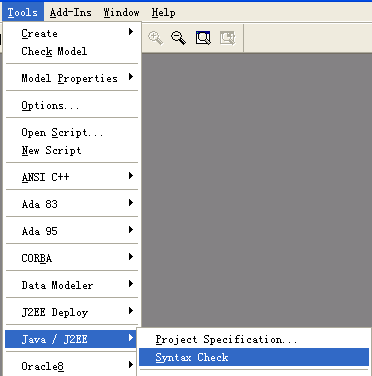 Tools Add-Ins Window Help
Create
Check Model
Model Properties
Options...
Open Script...
New Script
ANSI C++
Ada 83
Ada 95
CORBA
Data Modeler
J2EE Deploy
Java / J2EE
Project Specification...
Syntax Check
Oracle8